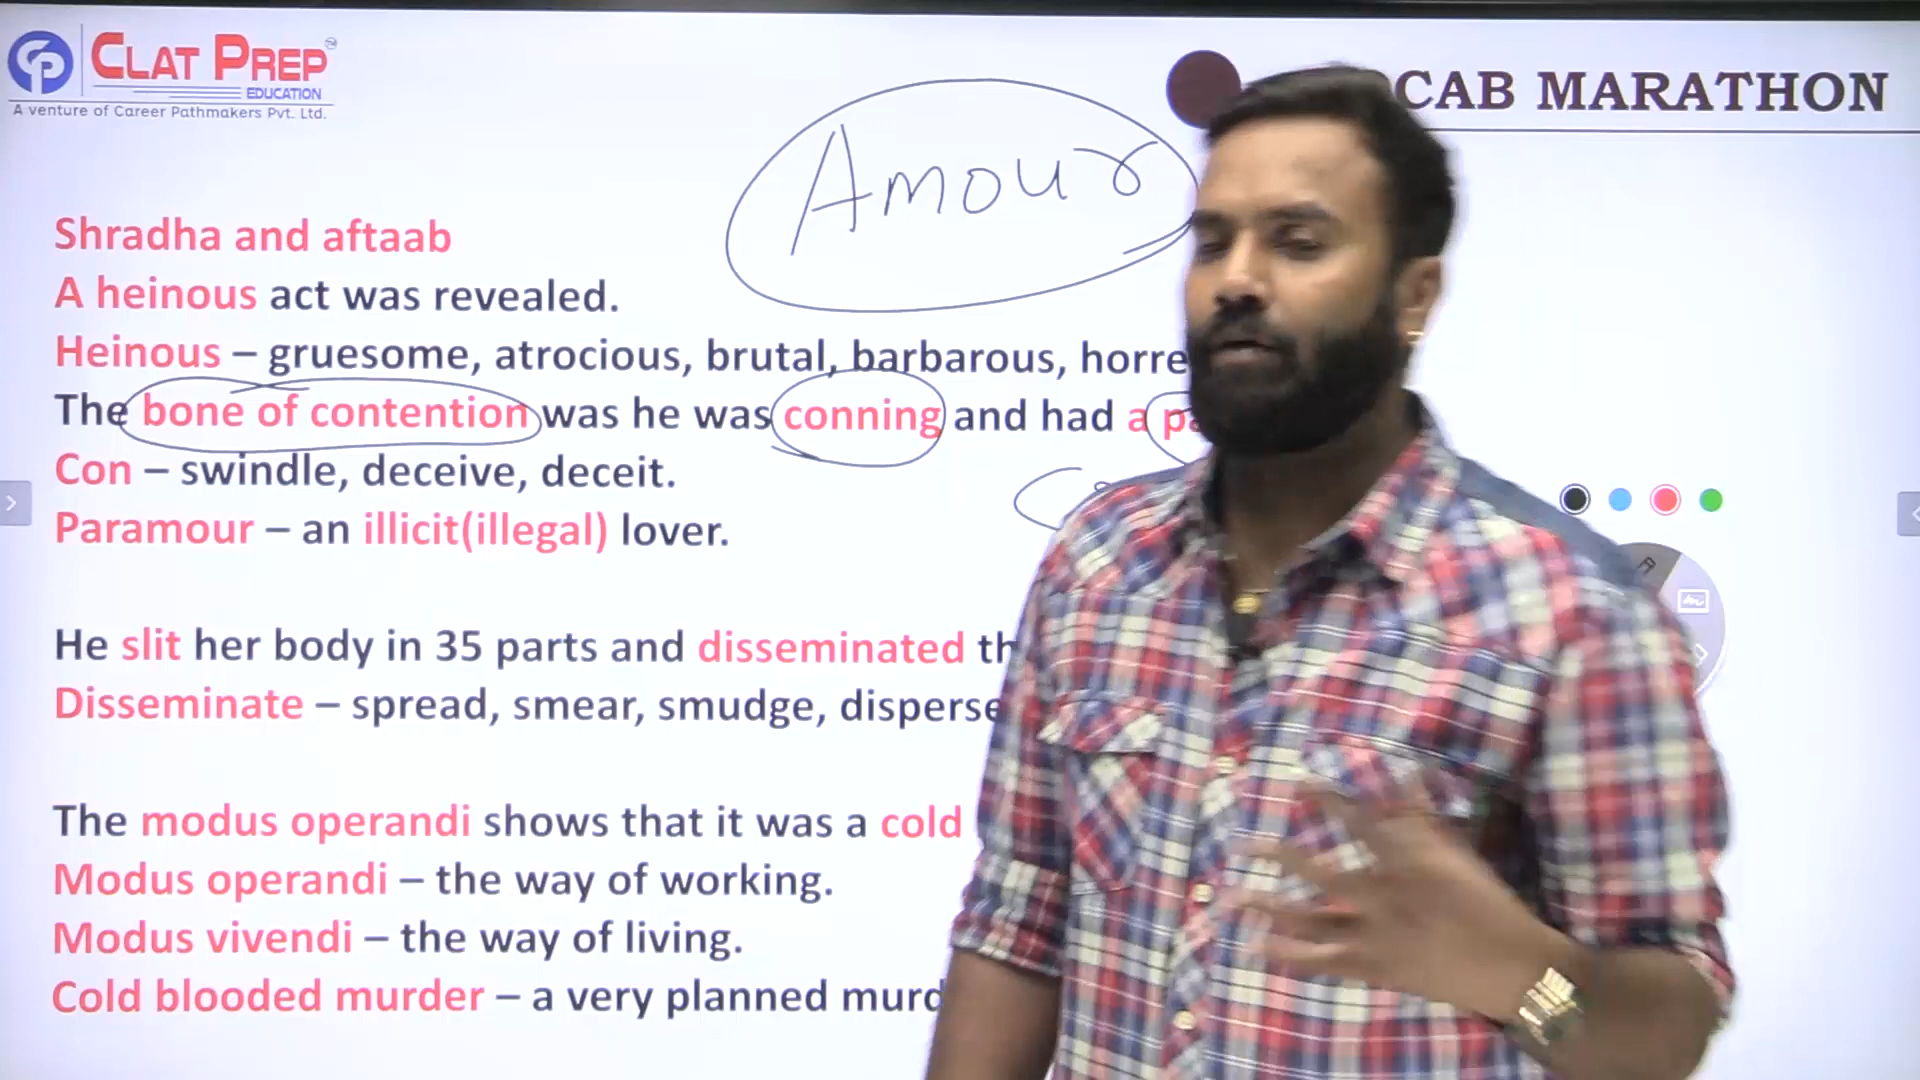 CLAT PREP TM
EDUCATION
A venture of Career Pathmakers Pvt. Ltd.
CAB MARATHON
Amour
Shradha and aftaab
A heinous act was revealed.
Heinous – gruesome, atrocious, brutal, barbarous, horre
The bone of contention was he was conning and had a pa
Con – swindle, deceive, deceit.
Paramour – an illicit(illegal) lover.
He slit her body in 35 parts and disseminated th
Disseminate – spread, smear, smudge, disperse
The modus operandi shows that it was a cold
Modus operandi – the way of working.
Modus vivendi – the way of living.
Cold blooded murder – a very planned murd